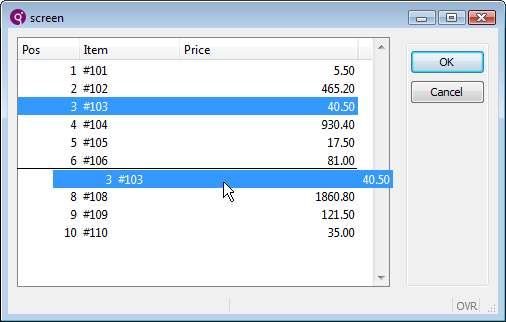 screen
Pos Item Price
1 #101 5.50
2 #102 465.20
3 #103 40.50
4 #104 930.40
5 #105 17.50
6 #106 81.00
3 #103 40.50
8 #108 1860.80
9 #109 121.50
10 #110 35.00
OK
Cancel
OVR